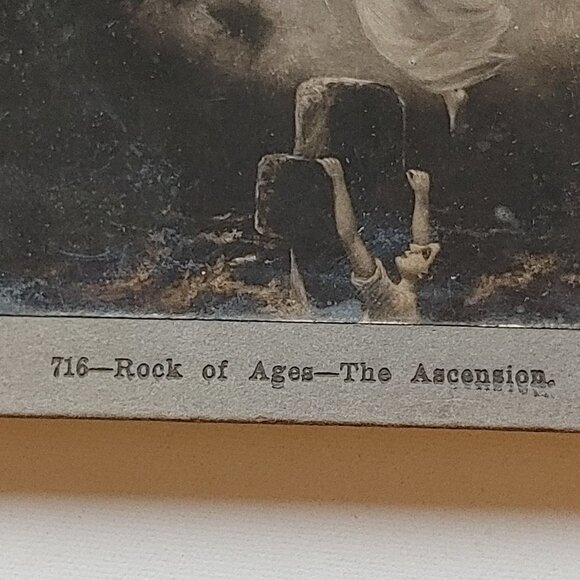 716—Rock of Ages—The Ascension.